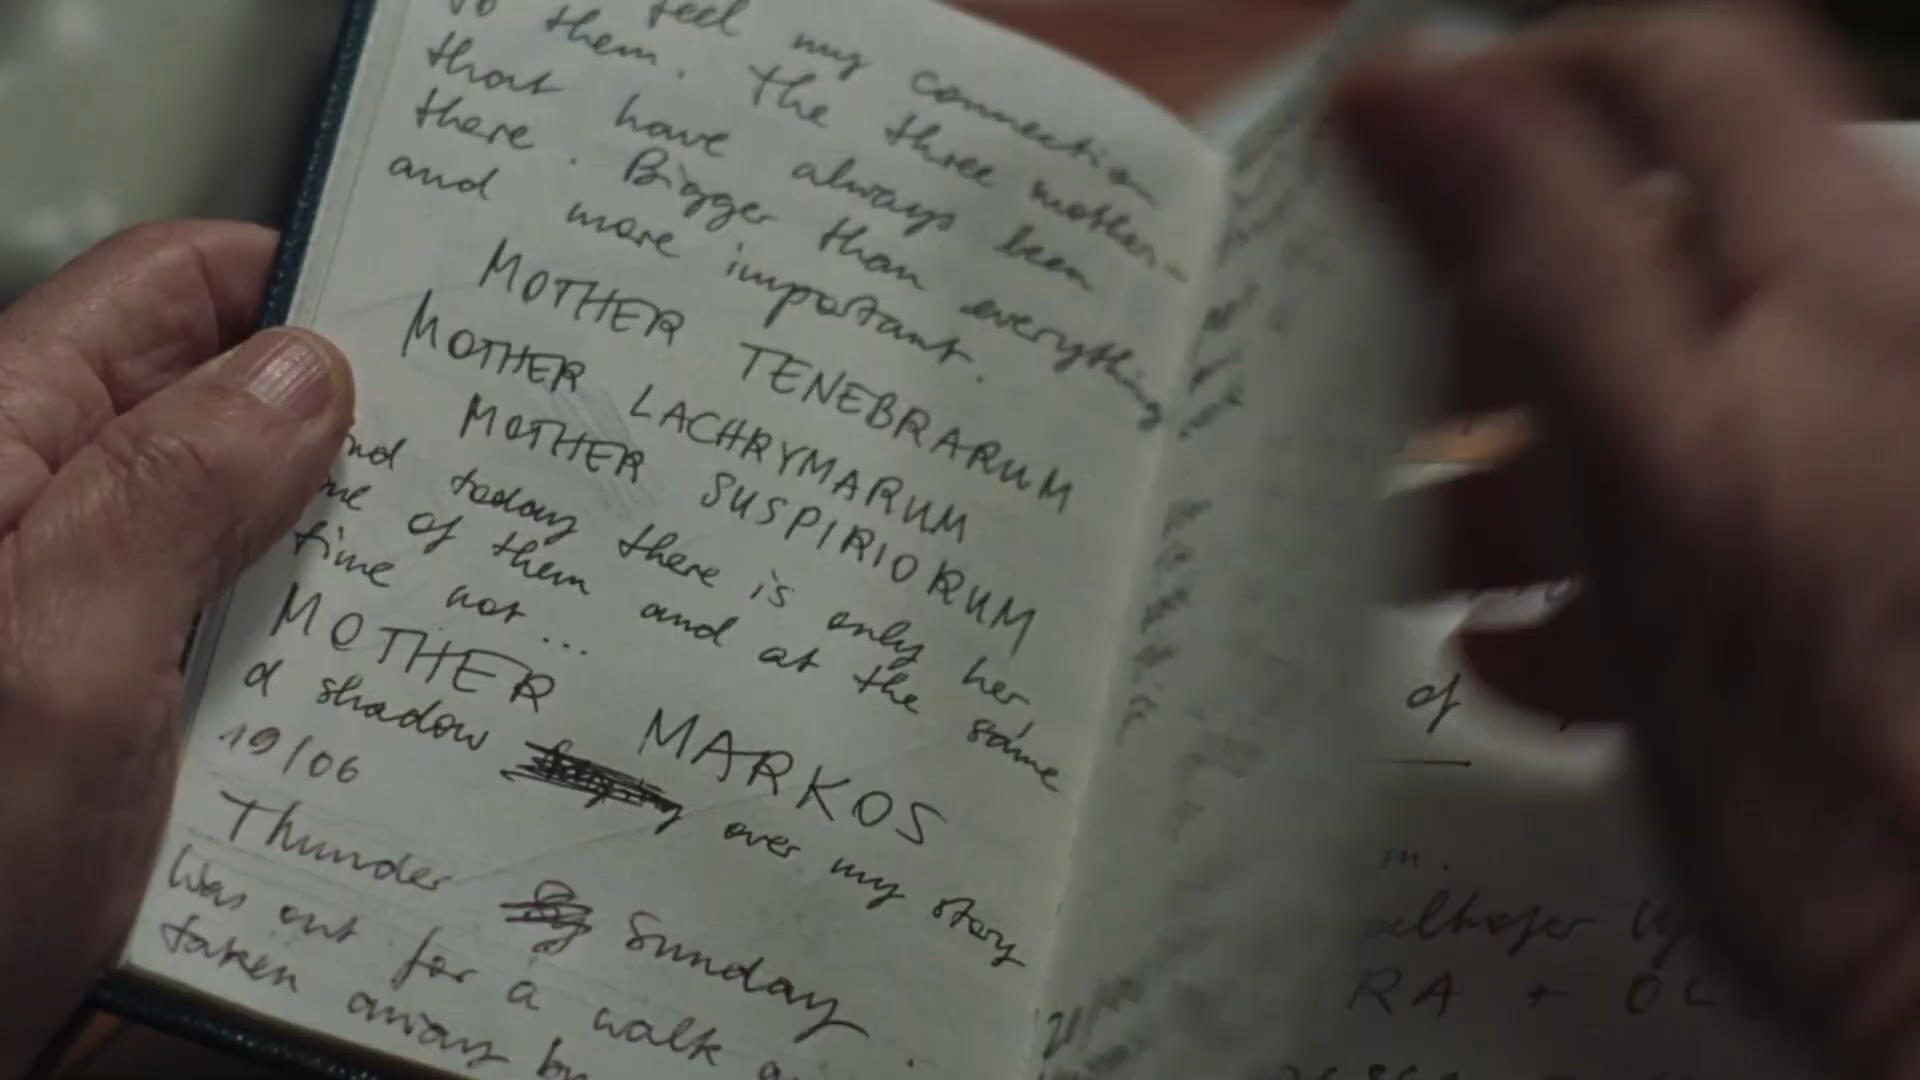 to feel my connection
to them. The three mothers
that have always been
there. Bigger than everything
and more important.
MOTHER TENEBRARUM
MOTHER LACHRYMARUM
MOTHER SUSPIRIORUM
and today there is only her
one of them and at the same
time not...
MOTHER MARKOS
a shadow over my story
19/06
Thunder Sunday.
Was out for a walk
taken away by
of
RA +